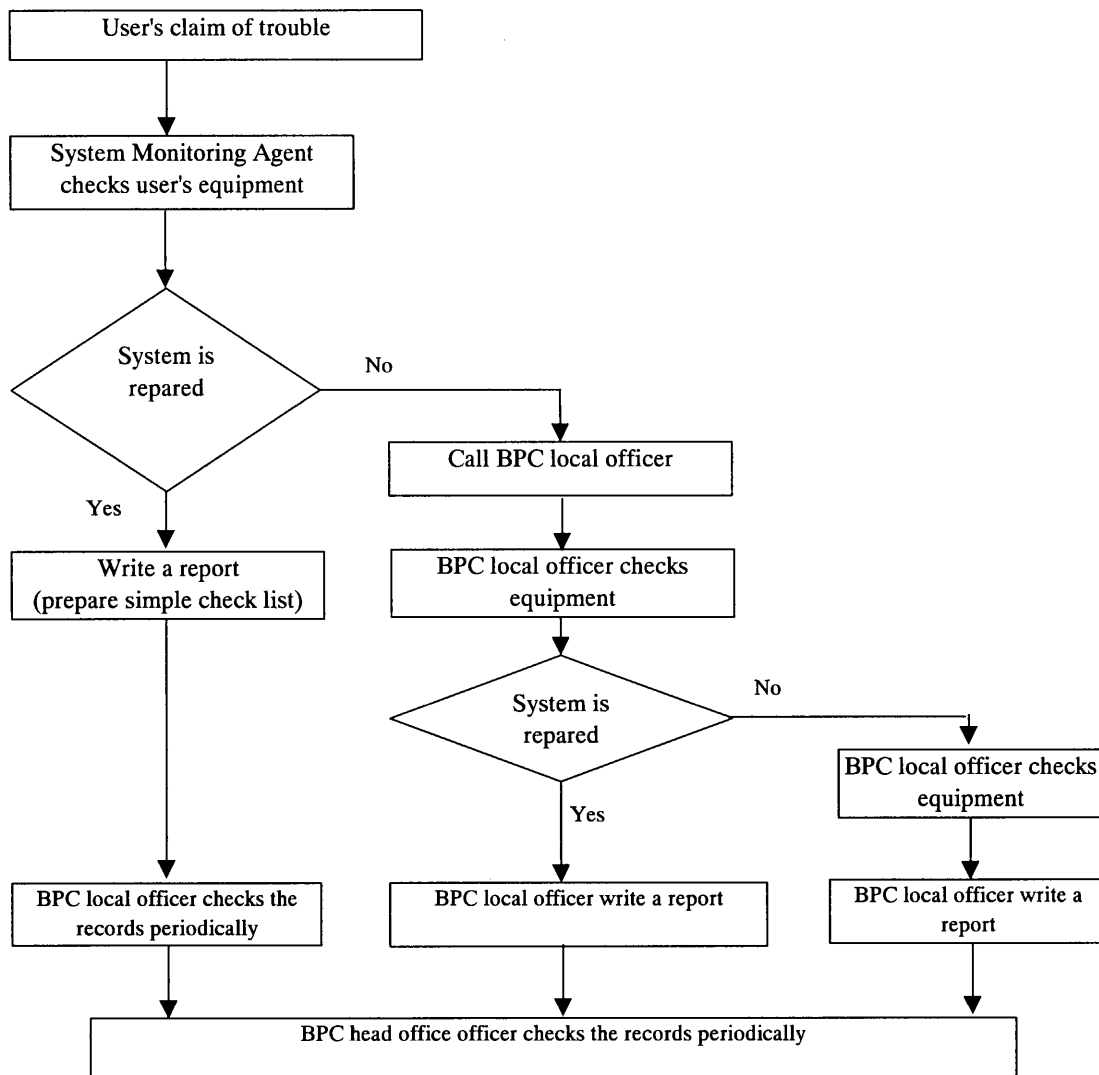 User's claim of trouble
System Monitoring Agent
checks user's equipment
System is
repared
No
Call BPC local officer
Yes
Write a report
(prepare simple check list)
BPC local officer checks
equipment
System is
repared
No
BPC local officer checks
equipment
Yes
BPC local officer checks the
records periodically
BPC local officer write a report
BPC local officer write a
report
BPC head office officer checks the records periodically